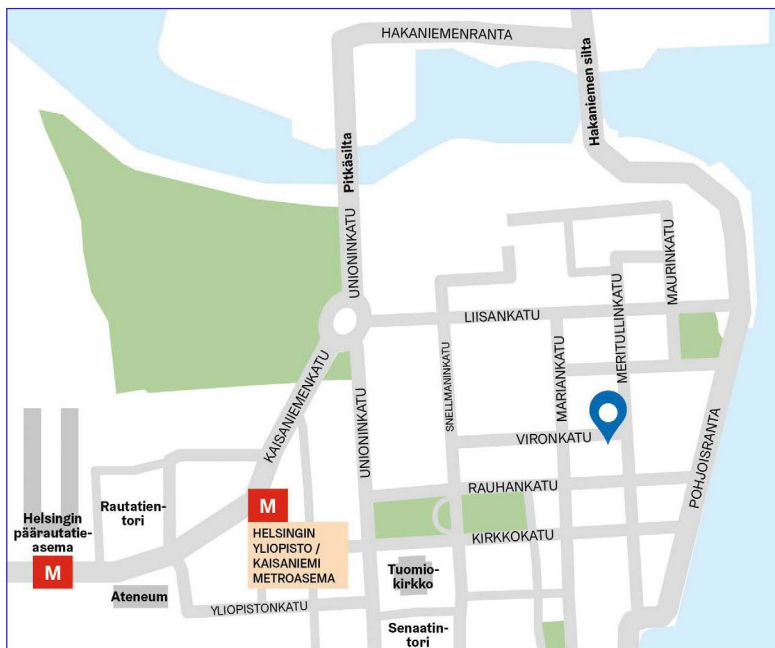 HAKANIEMENRANTA
Hakaniemen silta
Pitkäsilta
UNIONINKATU
MAURINKATU
MERITULLINKATU
LIISANKATU
SNELLMANINKATU
MARIANKATU
KAISANIEMENKATU
UNIONINKATU
VIRONKATU
POHJOISRANTA
RAUHANKATU
M
Rautatien-
tori
Helsingin
päärautatie-
asema
M
HELSINGIN
YLIOPISTO /
KAISANIEMI
METROASEMA
KIRKKOKATU
Tuomio-
kirkko
Ateneum
YLIOPISTONKATU
Senaatin-
tori